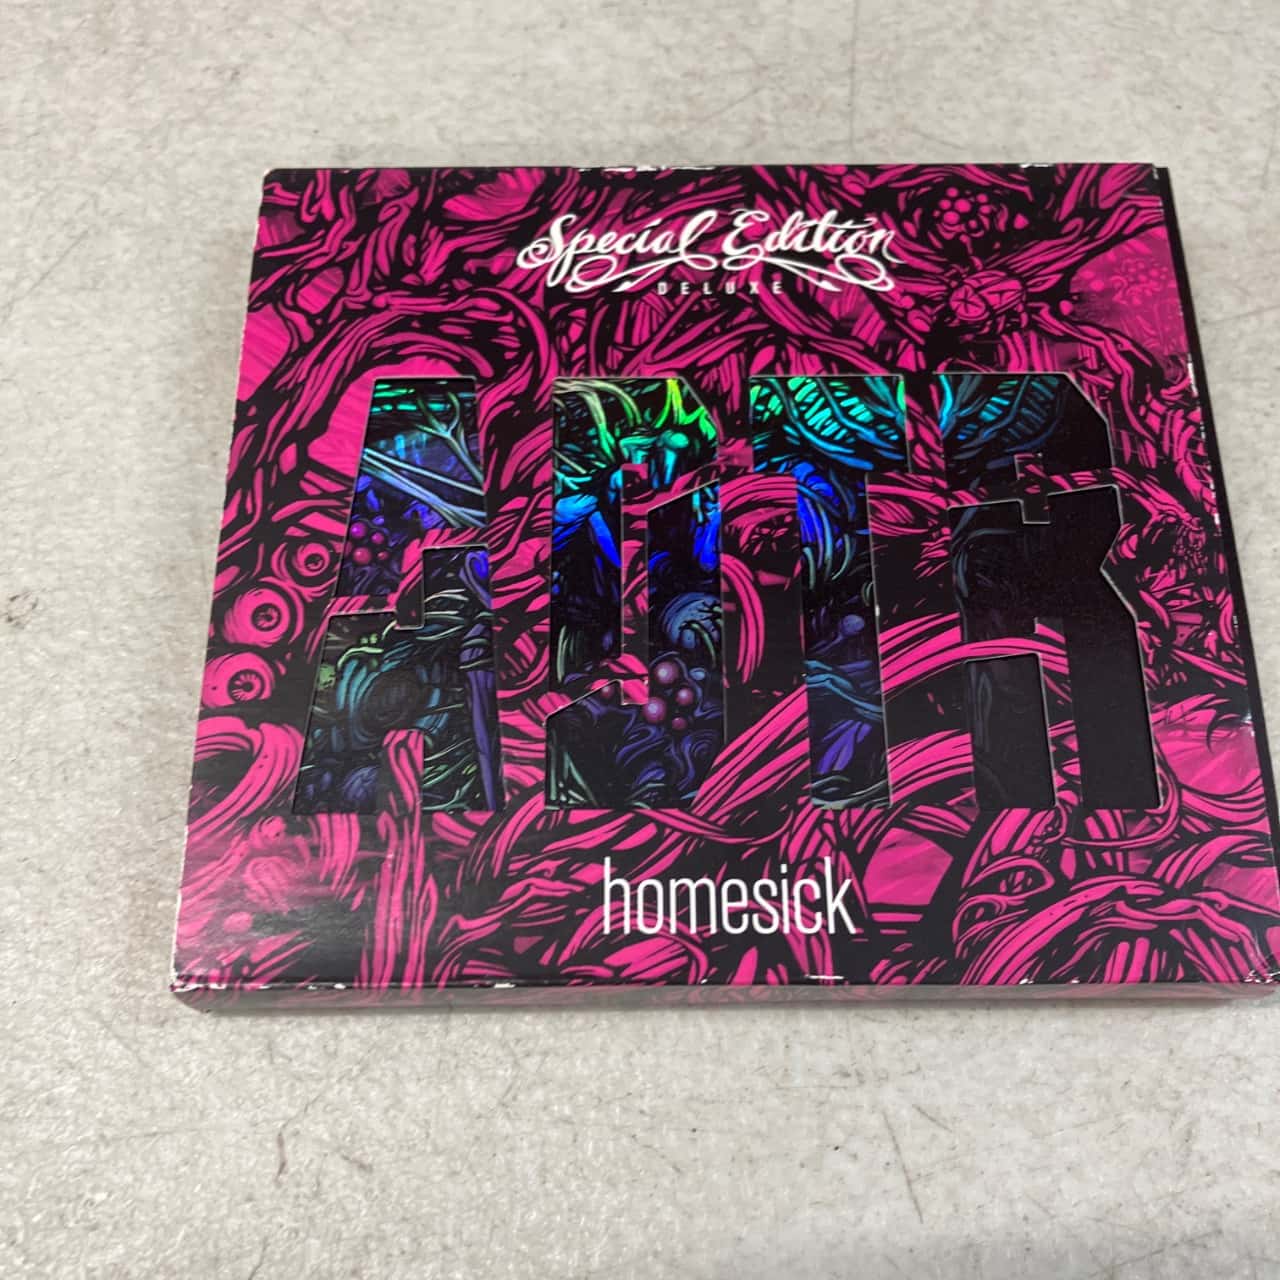 Special Edition
DELUXE
ADTR
homesick